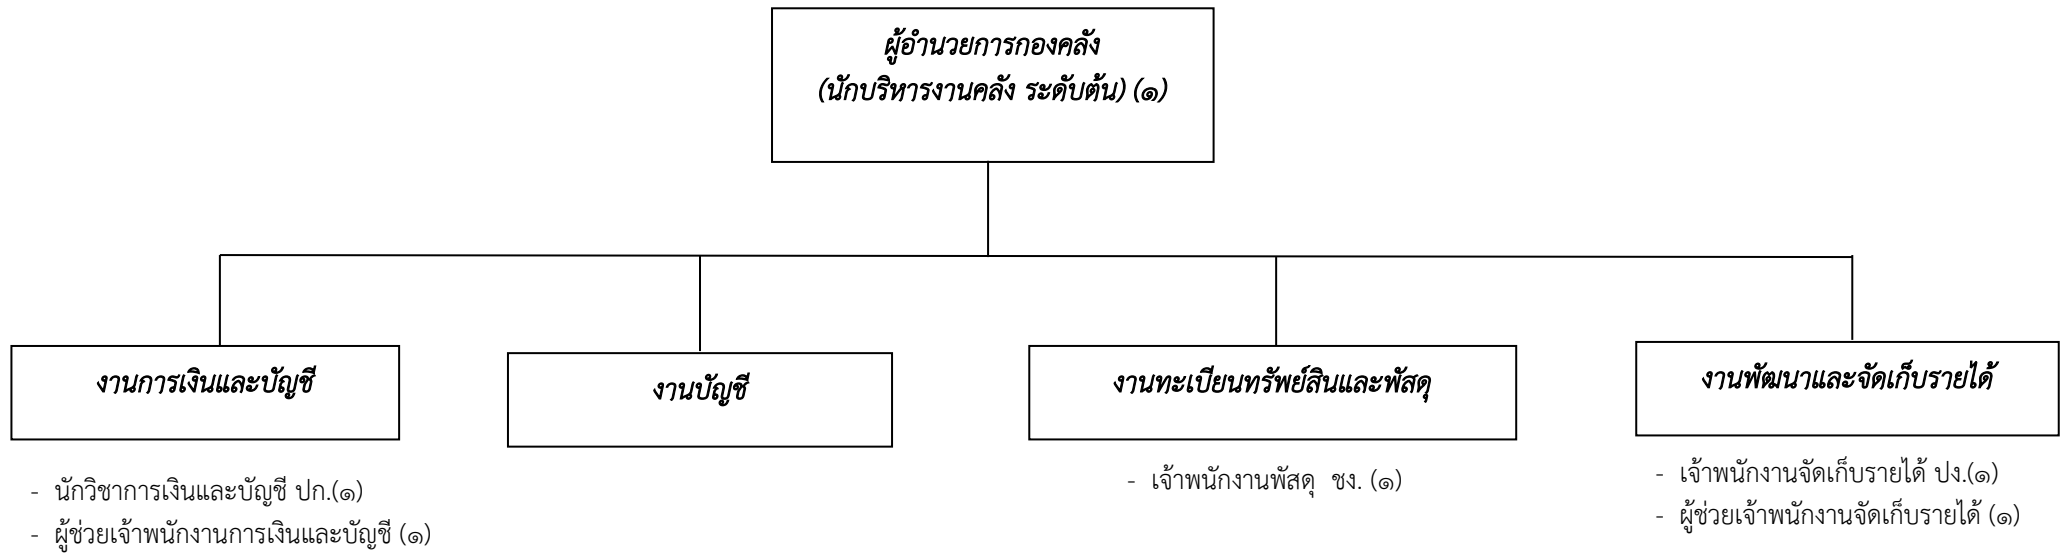 ผู้อำนวยการกองคลัง
(นักบริหารงานคลัง ระดับต้น) (๑)
งานการเงินและบัญชี
งานบัญชี
งานทะเบียนทรัพย์สินและพัสดุ
งานพัฒนาและจัดเก็บรายได้
- นักวิชาการเงินและบัญชี ปก.(๑)
- ผู้ช่วยเจ้าพนักงานการเงินและบัญชี (๑)
- เจ้าพนักงานพัสดุ  ชง. (๑)
- เจ้าพนักงานจัดเก็บรายได้ ปง.(๑)
- ผู้ช่วยเจ้าพนักงานจัดเก็บรายได้ (๑)